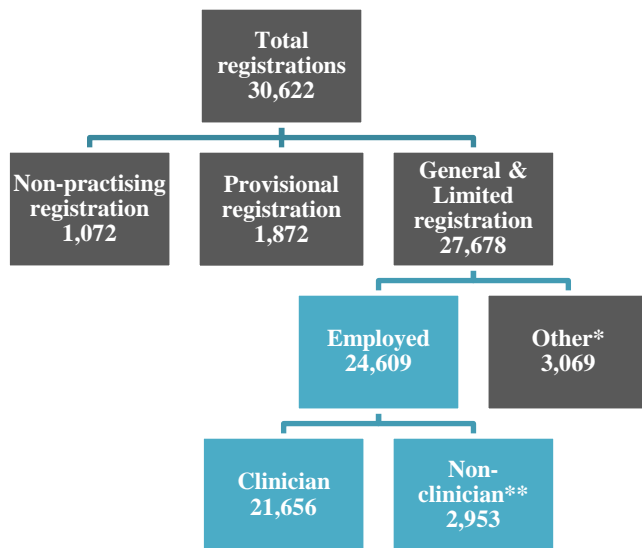 Total
registrations
30,622
Non-practising
registration
1,072
Provisional
registration
1,872
General &
Limited
registration
27,678
Employed
24,609
Other*
3,069
Clinician
21,656
Non-
clinician**
2,953